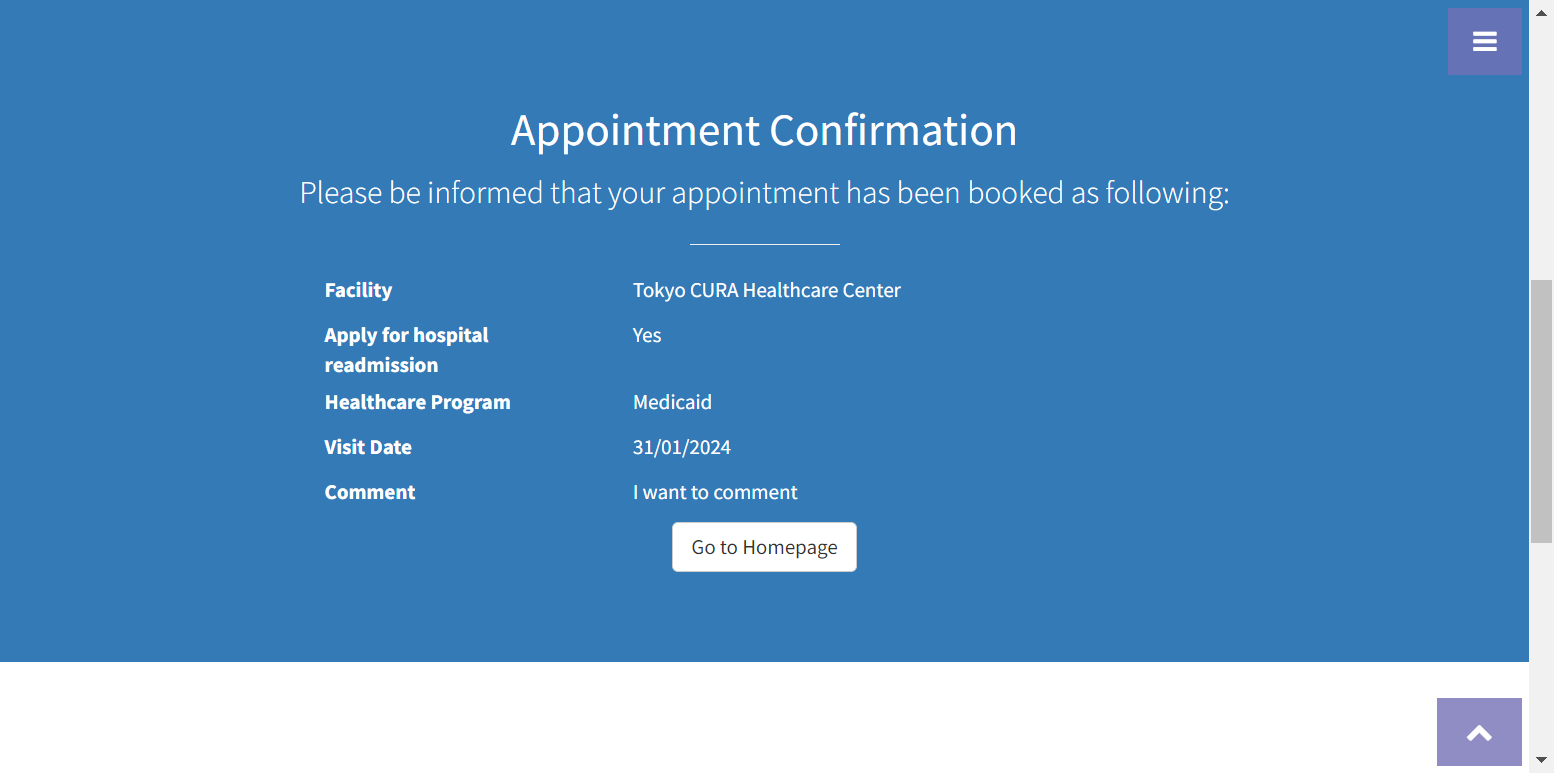 Appointment Confirmation
Please be informed that your appointment has been booked as following:
Facility Tokyo CURA Healthcare Center
Apply for hospital Yes
readmission
Healthcare Program Medicaid
Visit Date 31/01/2024
Comment I want to comment
Go to Homepage